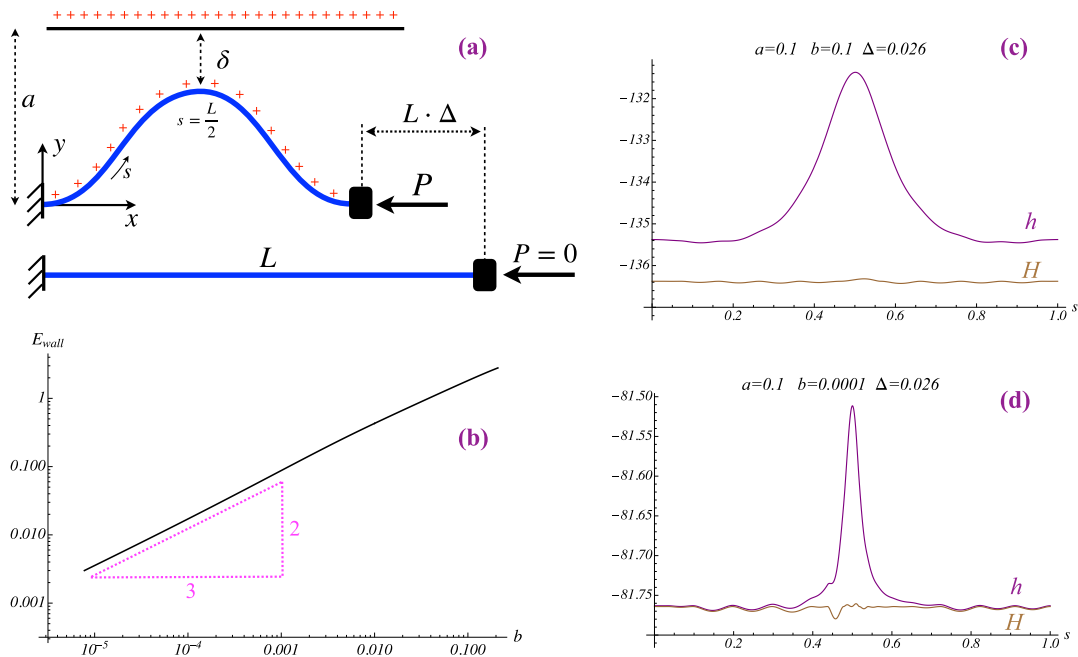 + + + + + + + + + + + + + + + + + + + + + + + +
(a)
δ
a
s = L/2
L · Δ
y
s
x
P
L
P = 0
E_wall
1
0.100
0.010
0.001
(b)
2
3
10^-5
10^-4
0.001
0.010
0.100
b
(c)
a=0.1 b=0.1 Δ=0.026
-132
-133
-134
-135
-136
h
H
0.2
0.4
0.6
0.8
1.0
s
(d)
a=0.1 b=0.0001 Δ=0.026
-81.50
-81.55
-81.60
-81.65
-81.70
-81.75
h
H
0.2
0.4
0.6
0.8
1.0
s